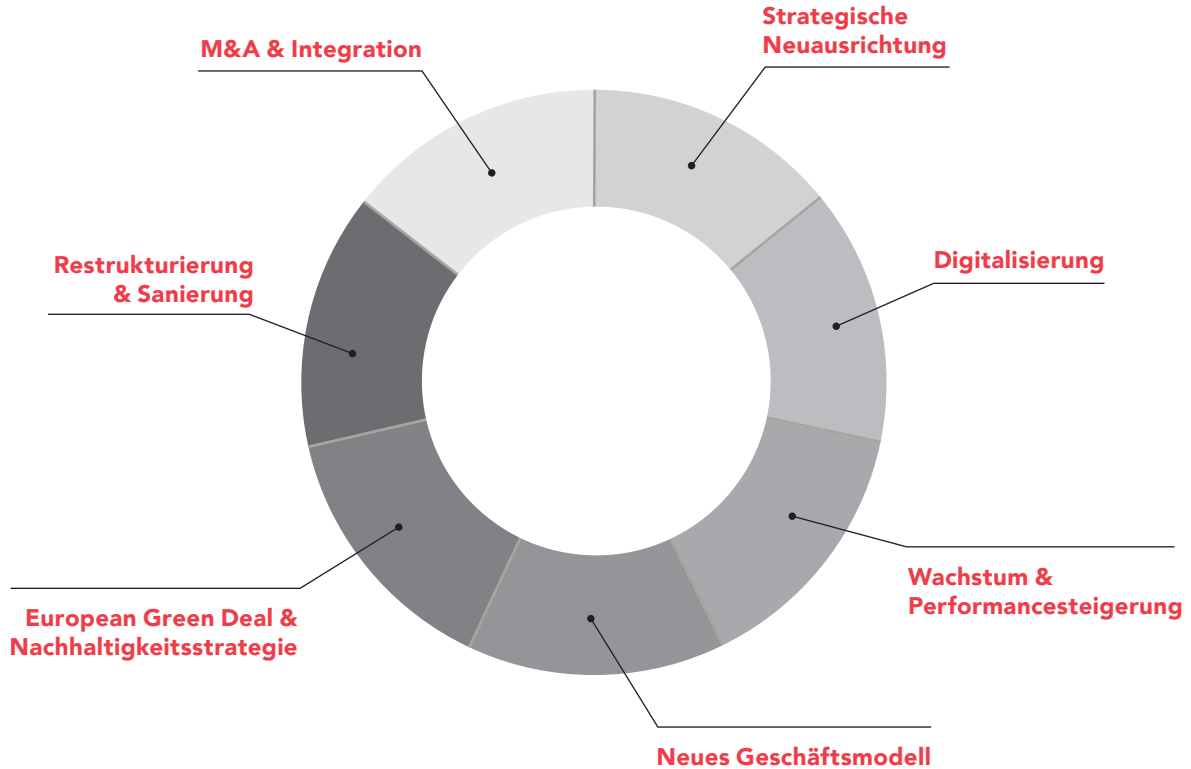 Strategische
Neuausrichtung
M&A & Integration
Digitalisierung
Restrukturierung
& Sanierung
Wachstum &
Performancesteigerung
European Green Deal &
Nachhaltigkeitsstrategie
Neues Geschäftsmodell